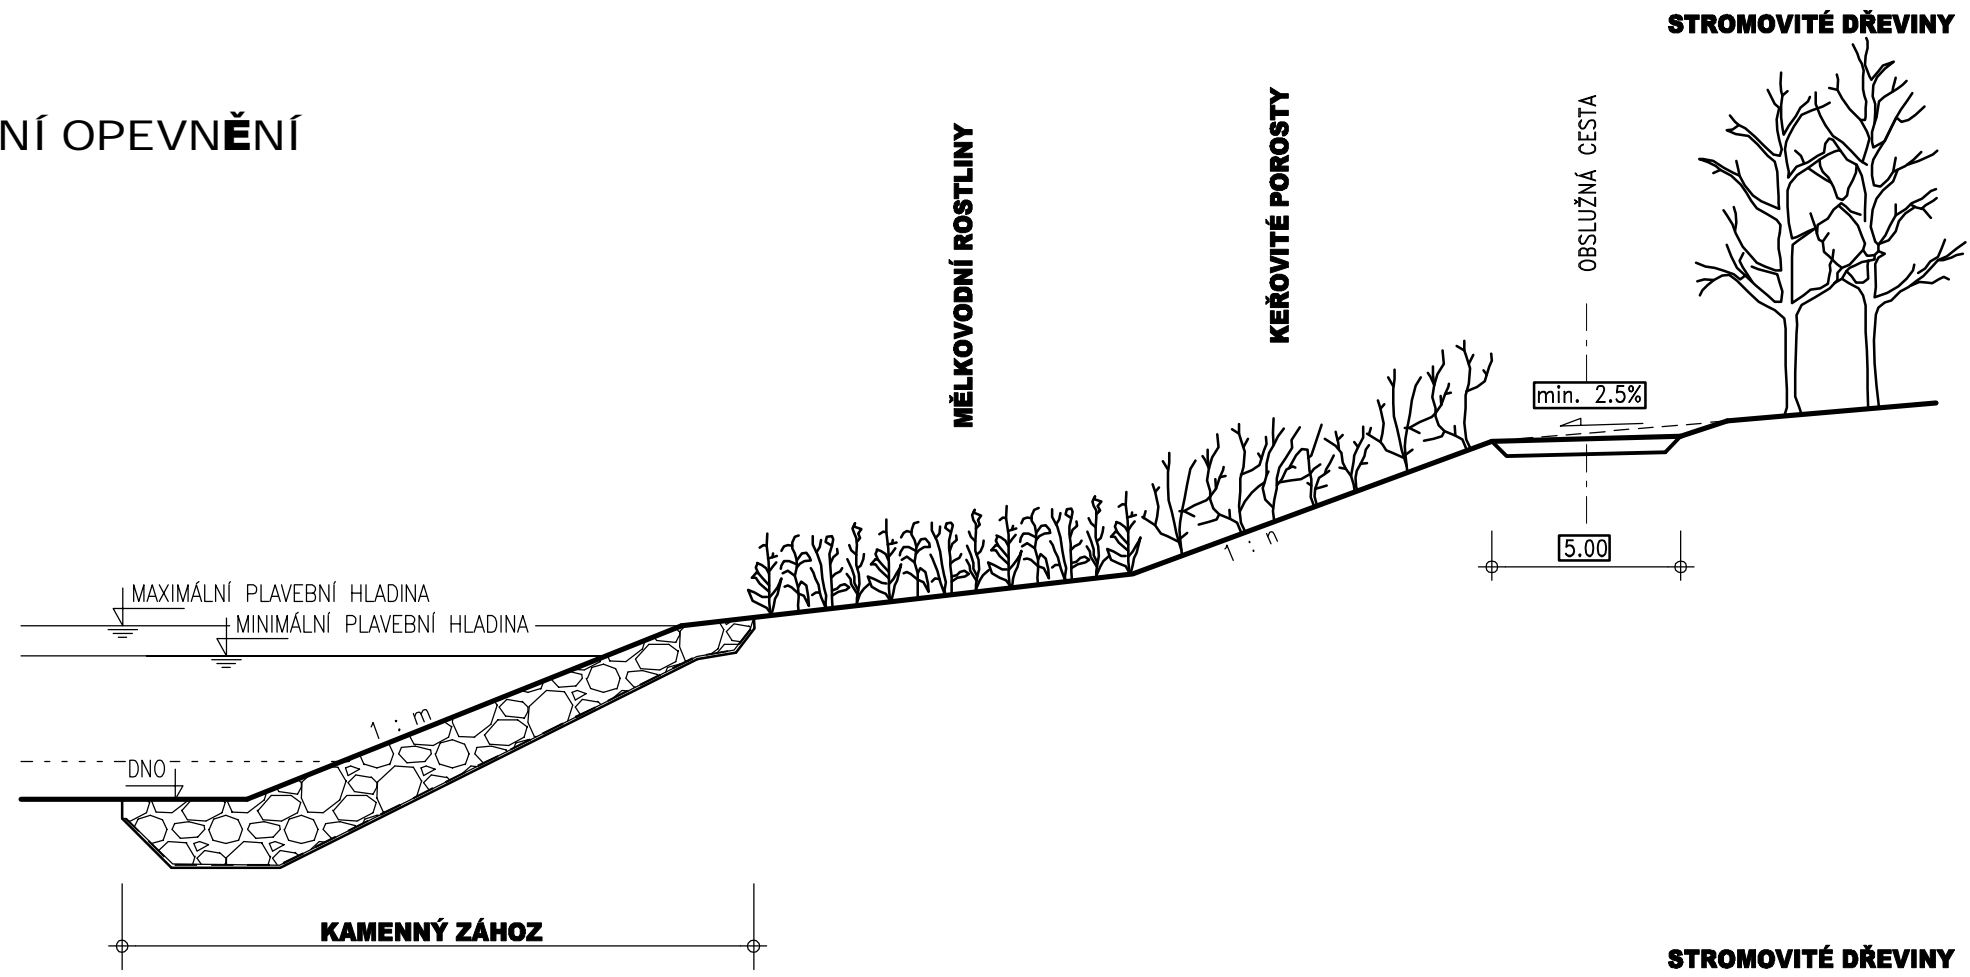 STROMOVITÉ DŘEVINY
NÍ OPEVNĚNÍ
MĚLKOVODNÍ ROSTLINY
KEŘOVITÉ POROSTY
OBSLUŽNÁ CESTA
min. 2.5%
1 : n
5.00
MAXIMÁLNÍ PLAVEBNÍ HLADINA
MINIMÁLNÍ PLAVEBNÍ HLADINA
1 : m
DNO
KAMENNÝ ZÁHOZ
STROMOVITÉ DŘEVINY